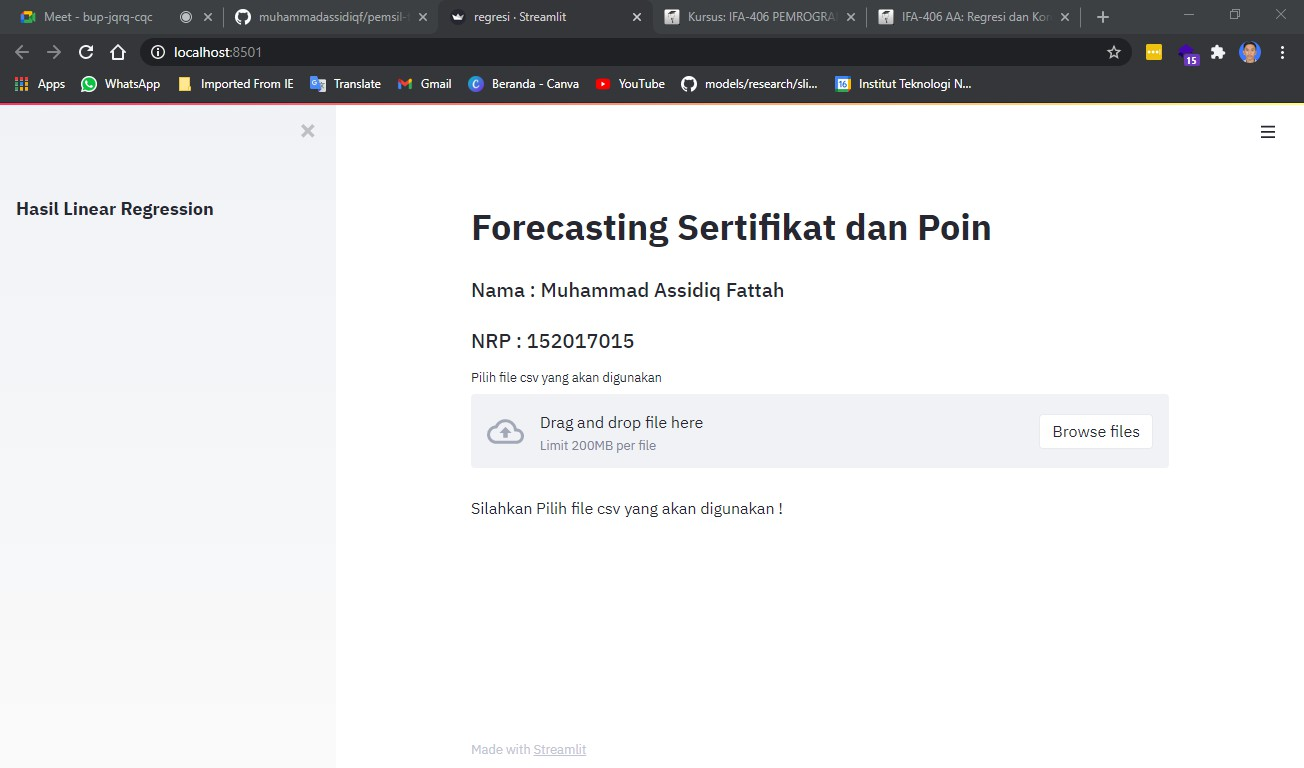 Meet - bup-jqrq-cqc
muhammadassidiqf/pemsil-
regresi · Streamlit
Kursus: IFA-406 PEMROGRA
IFA-406 AA: Regresi dan Kor
localhost:8501
15
Apps
WhatsApp
Imported From IE
Translate
Gmail
Beranda - Canva
YouTube
models/research/sli...
16
Institut Teknologi N...
Hasil Linear Regression
Forecasting Sertifikat dan Poin
Nama : Muhammad Assidiq Fattah
NRP : 152017015
Pilih file csv yang akan digunakan
Drag and drop file here
Limit 200MB per file
Browse files
Silahkan Pilih file csv yang akan digunakan !
Made with Streamlit